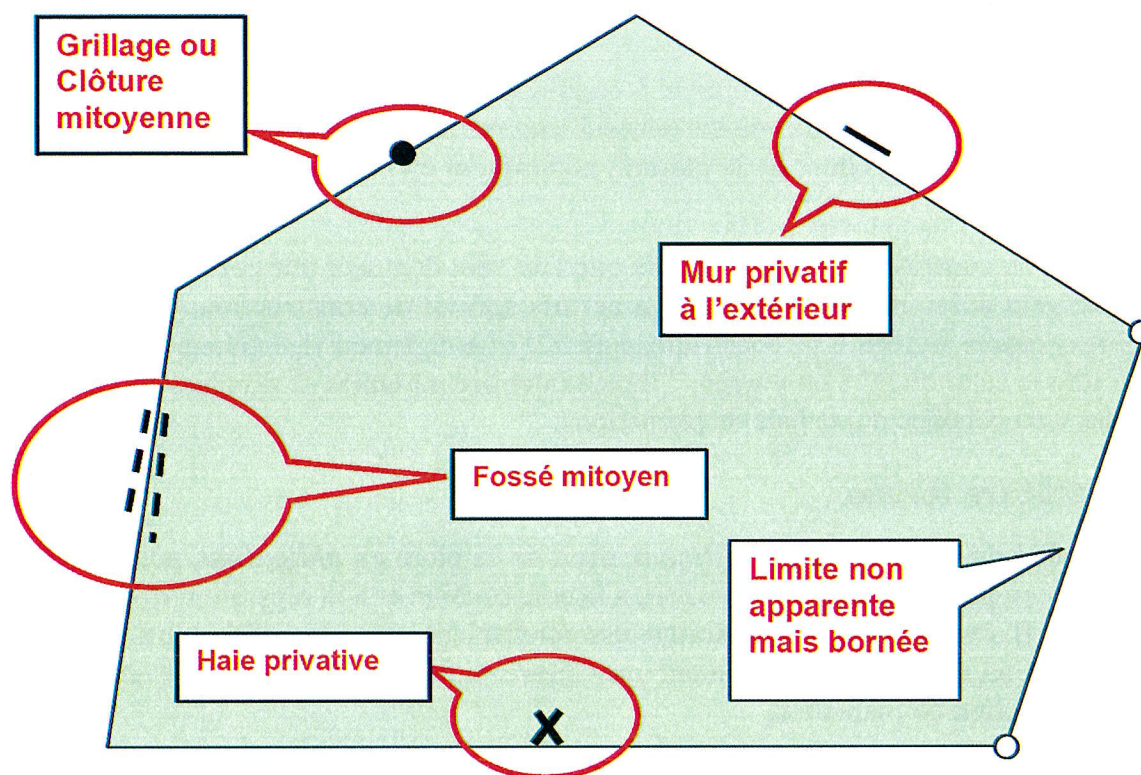 Grillage ou
Clôture
mitoyenne
Mur privatif
à l’extérieur
Fossé mitoyen
Limite non
apparente
mais bornée
Haie privative
X